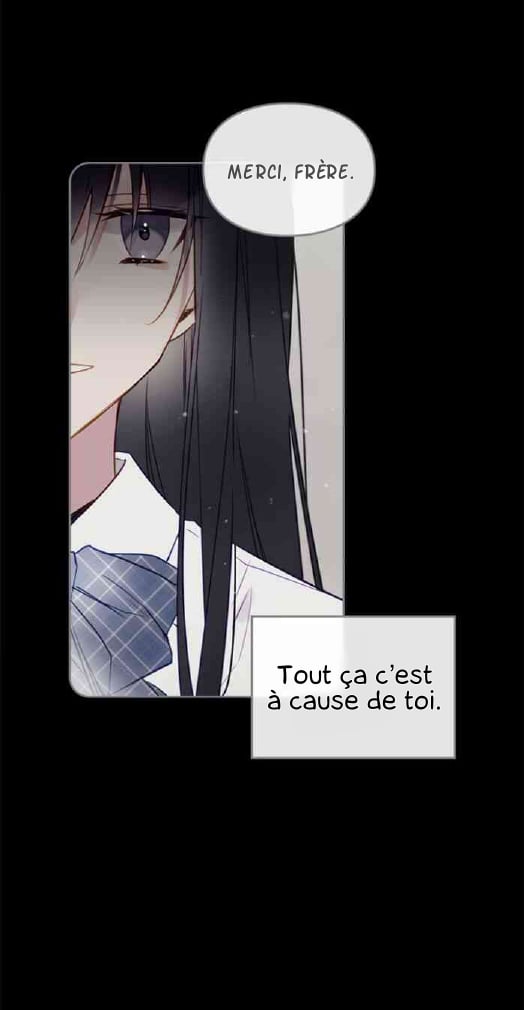 MERCI, FRÈRE.
Tout ça c’est
à cause de toi.